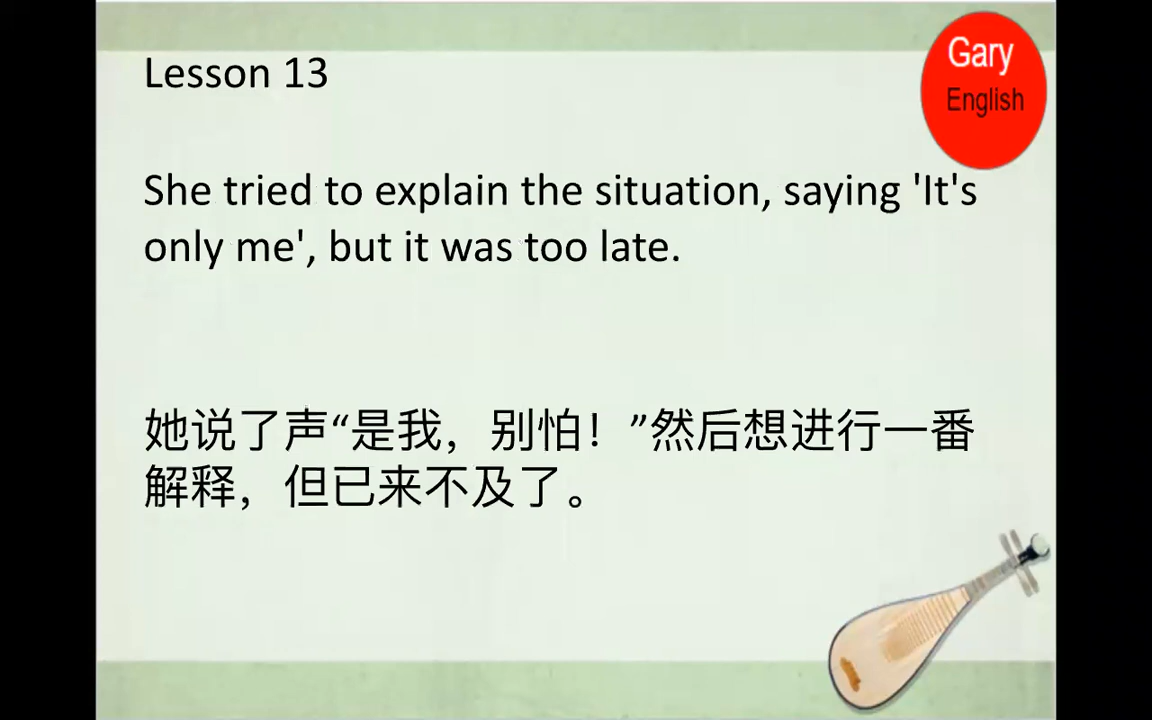 Lesson 13
Gary
English
She tried to explain the situation, saying 'It's
only me', but it was too late.
她说了声“是我，别怕！”然后想进行一番
解释，但已来不及了。